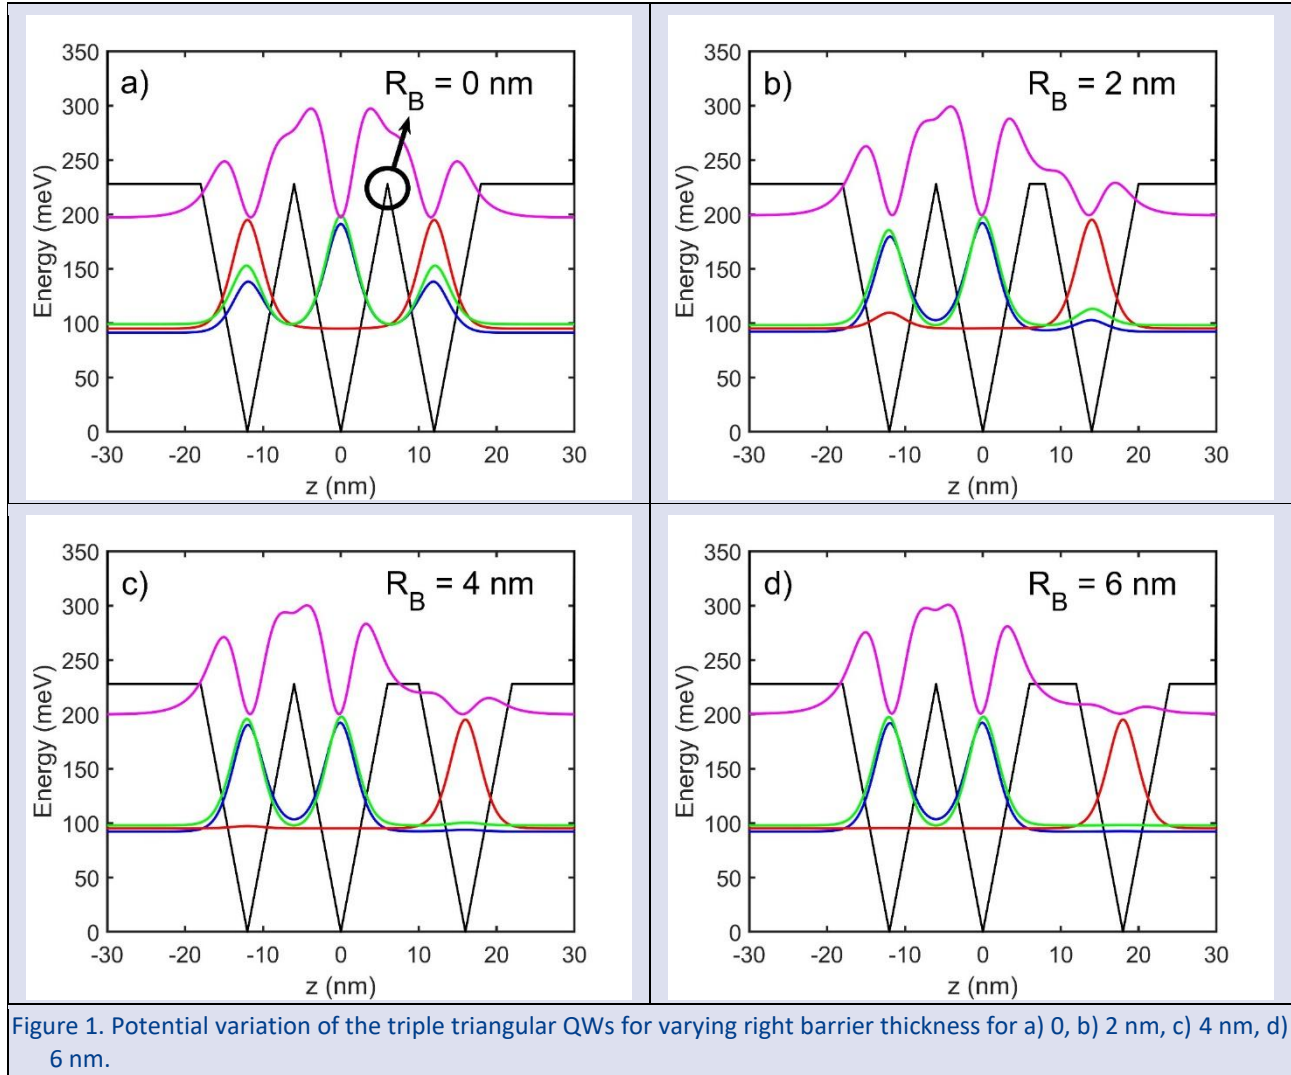 a) R_B = 0 nm
350
300
250
200
150
100
50
0
Energy (meV)
-30 -20 -10 0 10 20 30
z (nm)
b) R_B = 2 nm
350
300
250
200
150
100
50
0
Energy (meV)
-30 -20 -10 0 10 20 30
z (nm)
c) R_B = 4 nm
350
300
250
200
150
100
50
0
Energy (meV)
-30 -20 -10 0 10 20 30
z (nm)
d) R_B = 6 nm
350
300
250
200
150
100
50
0
Energy (meV)
-30 -20 -10 0 10 20 30
z (nm)
Figure 1. Potential variation of the triple triangular QWs for varying right barrier thickness for a) 0, b) 2 nm, c) 4 nm, d)
6 nm.